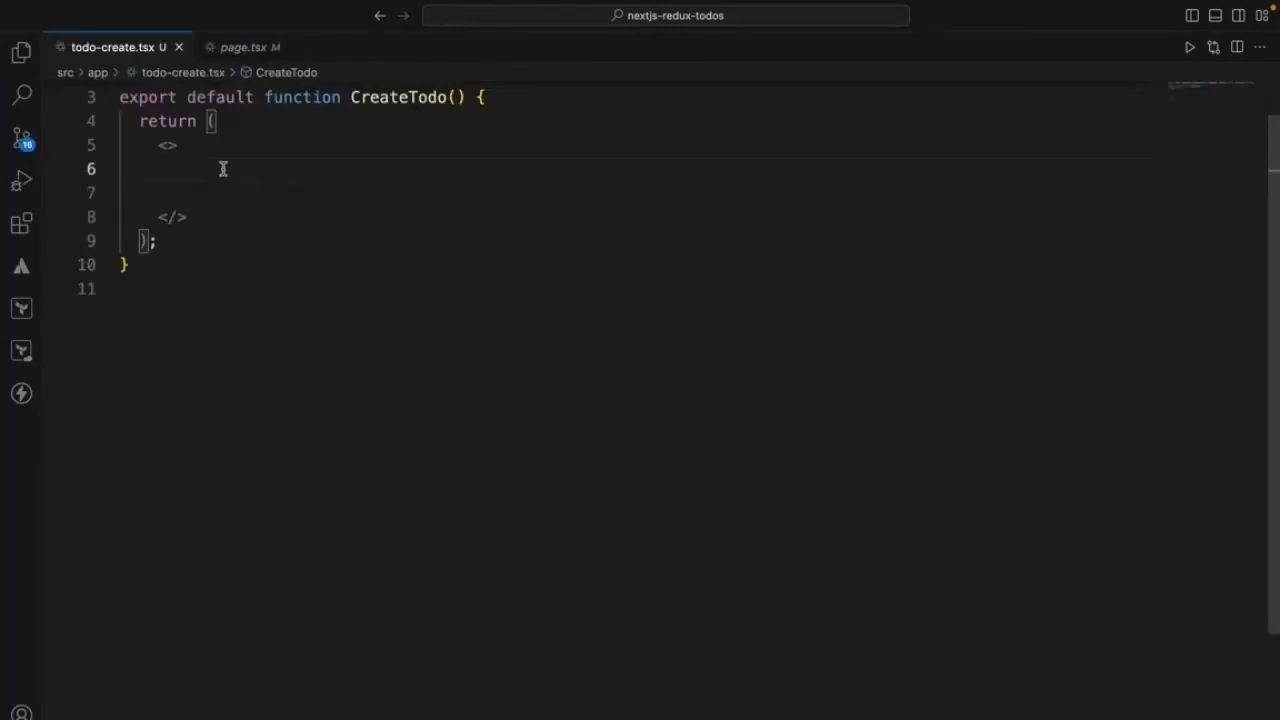 nextjs-redux-todos
todo-create.tsx U
page.tsx M
src > app > todo-create.tsx > CreateTodo
3 export default function CreateTodo() {
4 return (
5 <>
6
7
8 </>
9 );
10 }
11
16